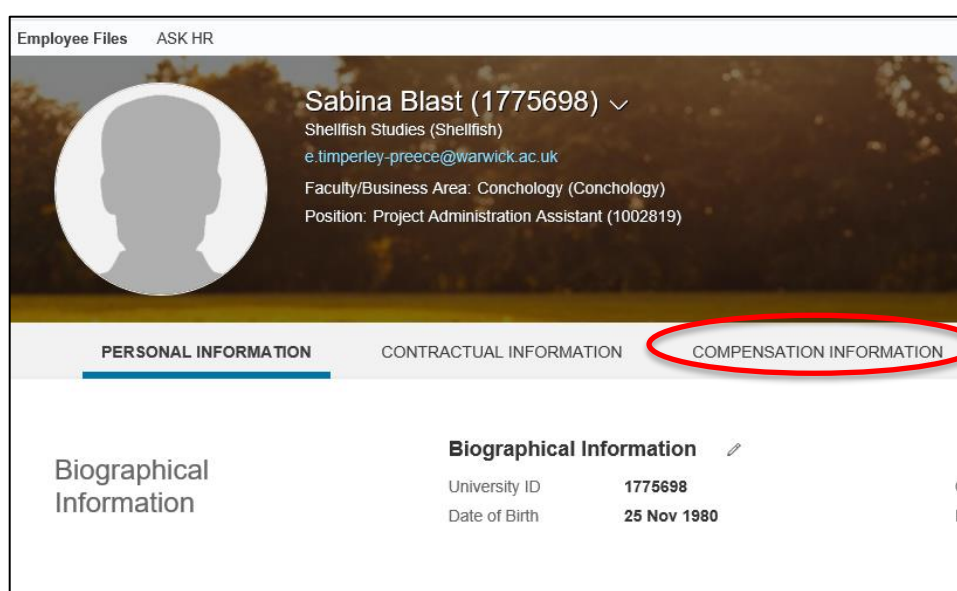 Employee Files ASK HR
Sabina Blast (1775698)
Shellfish Studies (Shellfish)
e.timperley-preece@warwick.ac.uk
Faculty/Business Area: Conchology (Conchology)
Position: Project Administration Assistant (1002819)
PERSONAL INFORMATION CONTRACTUAL INFORMATION COMPENSATION INFORMATION
Biographical
Information
Biographical Information
University ID 1775698
Date of Birth 25 Nov 1980